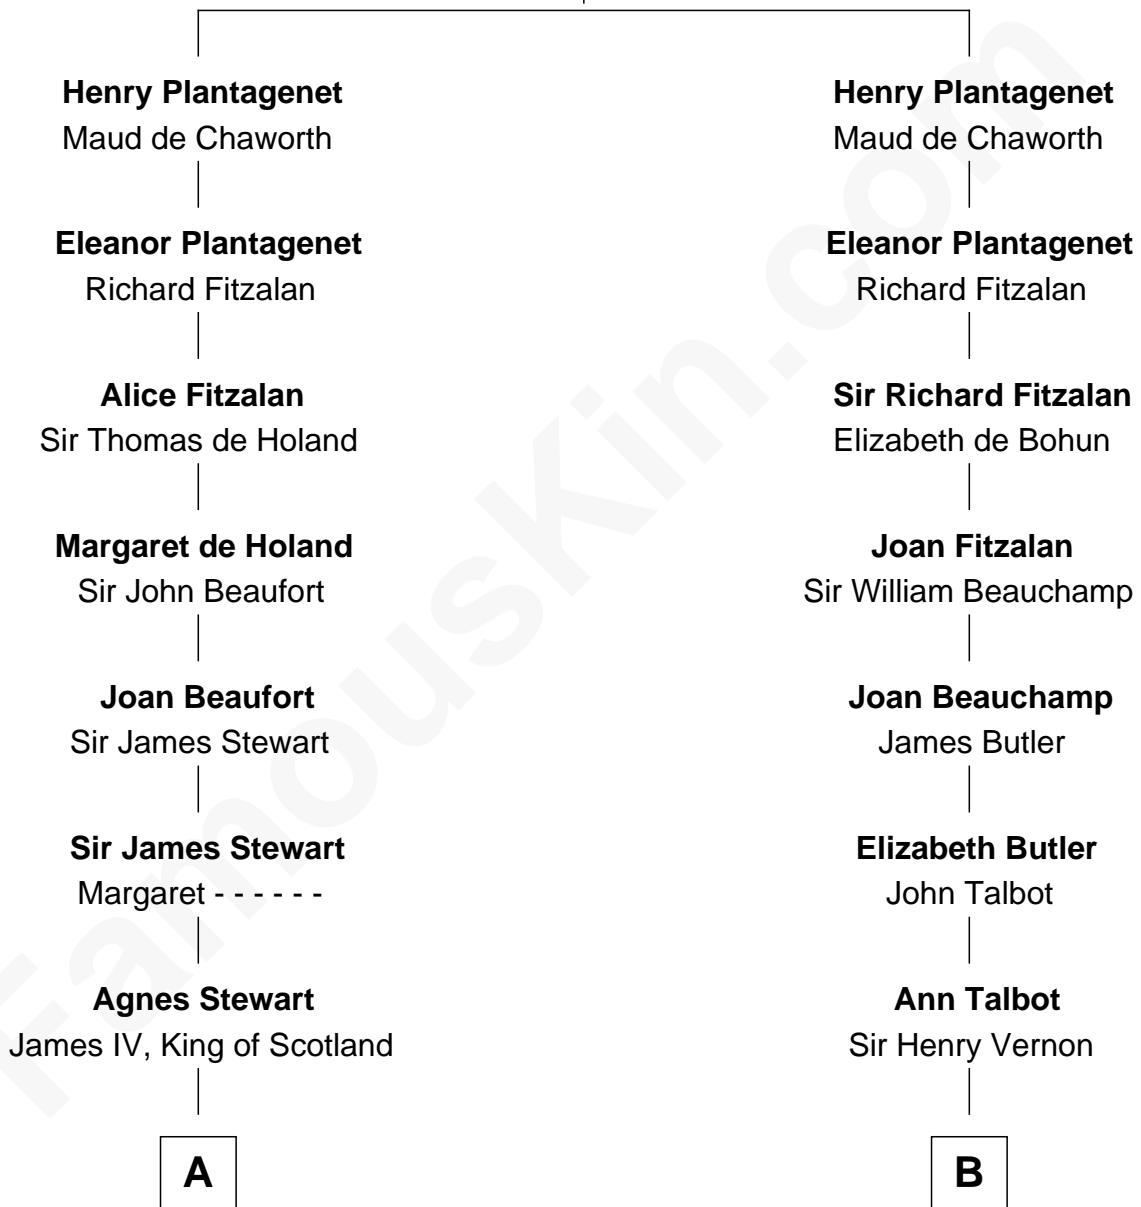 Henry Plantagenet
Maud de Chaworth
Eleanor Plantagenet
Richard Fitzalan
Alice Fitzalan
Sir Thomas de Holand
Margaret de Holand
Sir John Beaufort
Joan Beaufort
Sir James Stewart
Sir James Stewart
Margaret - - - - - -
Agnes Stewart
James IV, King of Scotland
A
Henry Plantagenet
Maud de Chaworth
Eleanor Plantagenet
Richard Fitzalan
Sir Richard Fitzalan
Elizabeth de Bohun
Joan Fitzalan
Sir William Beauchamp
Joan Beauchamp
James Butler
Elizabeth Butler
John Talbot
Ann Talbot
Sir Henry Vernon
B
FamousKin.com